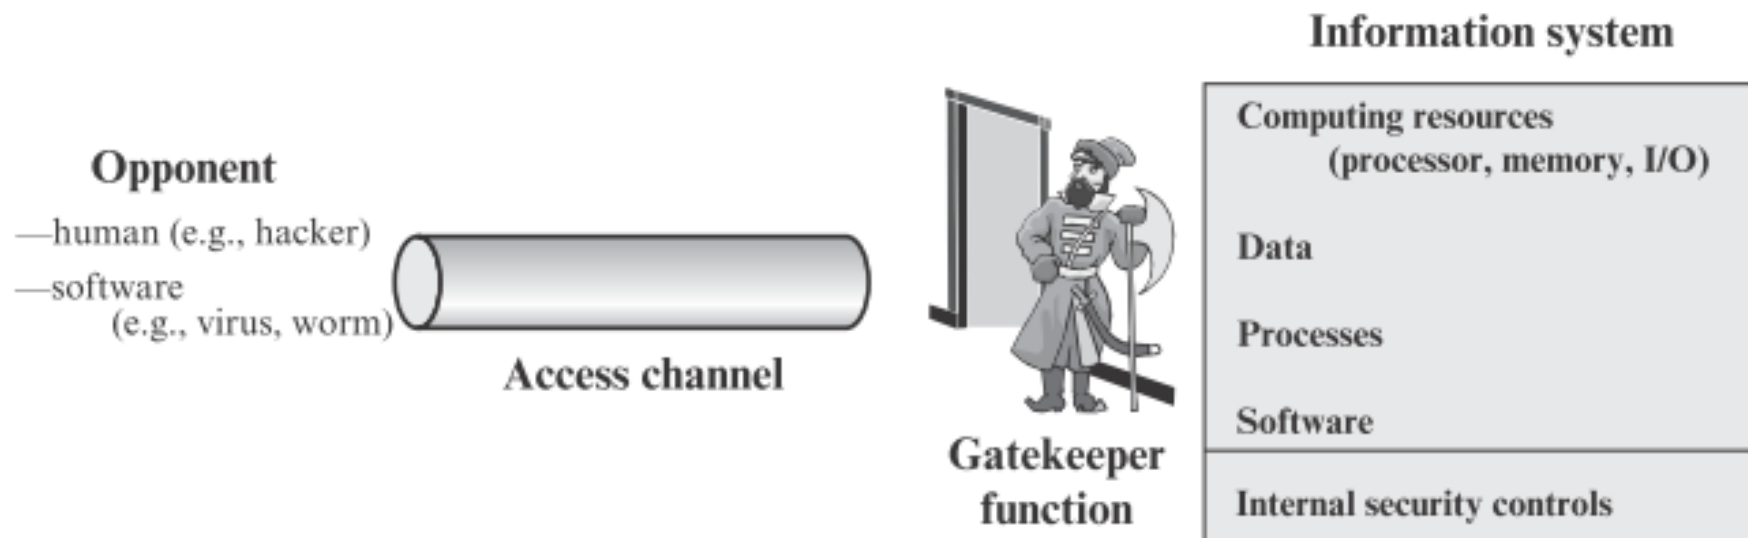 Opponent
—human (e.g., hacker)
—software
(e.g., virus, worm)
Access channel
Gatekeeper
function
Information system
Computing resources
(processor, memory, I/O)
Data
Processes
Software
Internal security controls